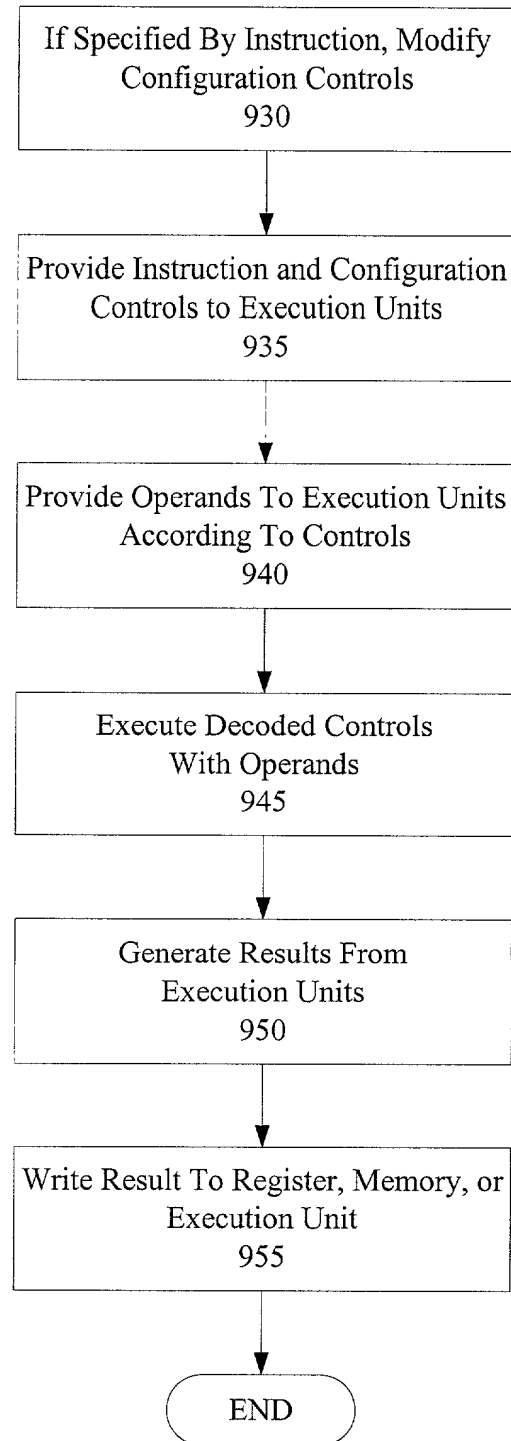 If Specified By Instruction, Modify
Configuration Controls
930
Provide Instruction and Configuration
Controls to Execution Units
935
Provide Operands To Execution Units
According To Controls
940
Execute Decoded Controls
With Operands
945
Generate Results From
Execution Units
950
Write Result To Register, Memory, or
Execution Unit
955
END